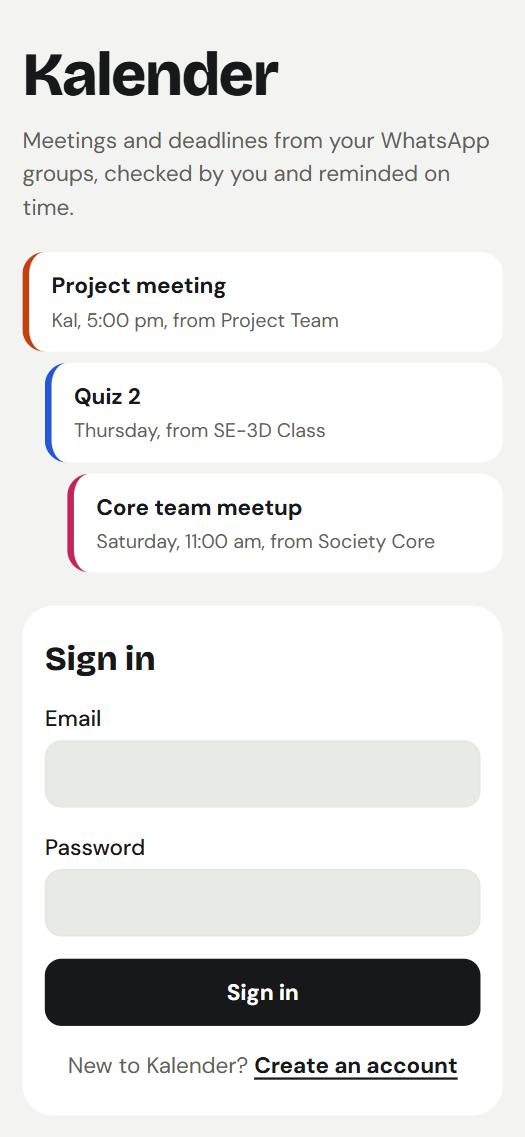 Kalender
Meetings and deadlines from your WhatsApp
groups, checked by you and reminded on
time.
Project meeting
Kal, 5:00 pm, from Project Team
Quiz 2
Thursday, from SE-3D Class
Core team meetup
Saturday, 11:00 am, from Society Core
Sign in
Email
Password
Sign in
New to Kalender? Create an account